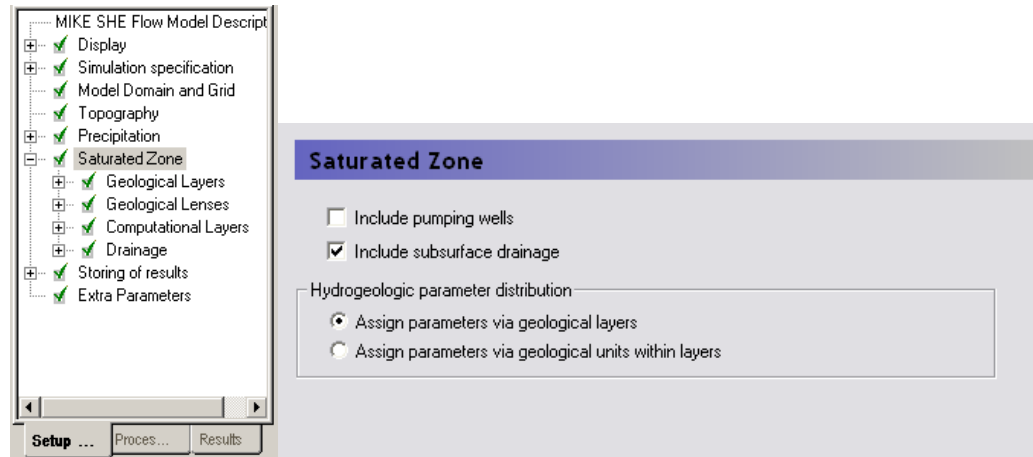 MIKE SHE Flow Model Descript
Display
Simulation specification
Model Domain and Grid
Topography
Precipitation
Saturated Zone
Geological Layers
Geological Lenses
Computational Layers
Drainage
Storing of results
Extra Parameters
Setup ... Proces... Results
Saturated Zone
Include pumping wells
Include subsurface drainage
Hydrogeologic parameter distribution
Assign parameters via geological layers
Assign parameters via geological units within layers